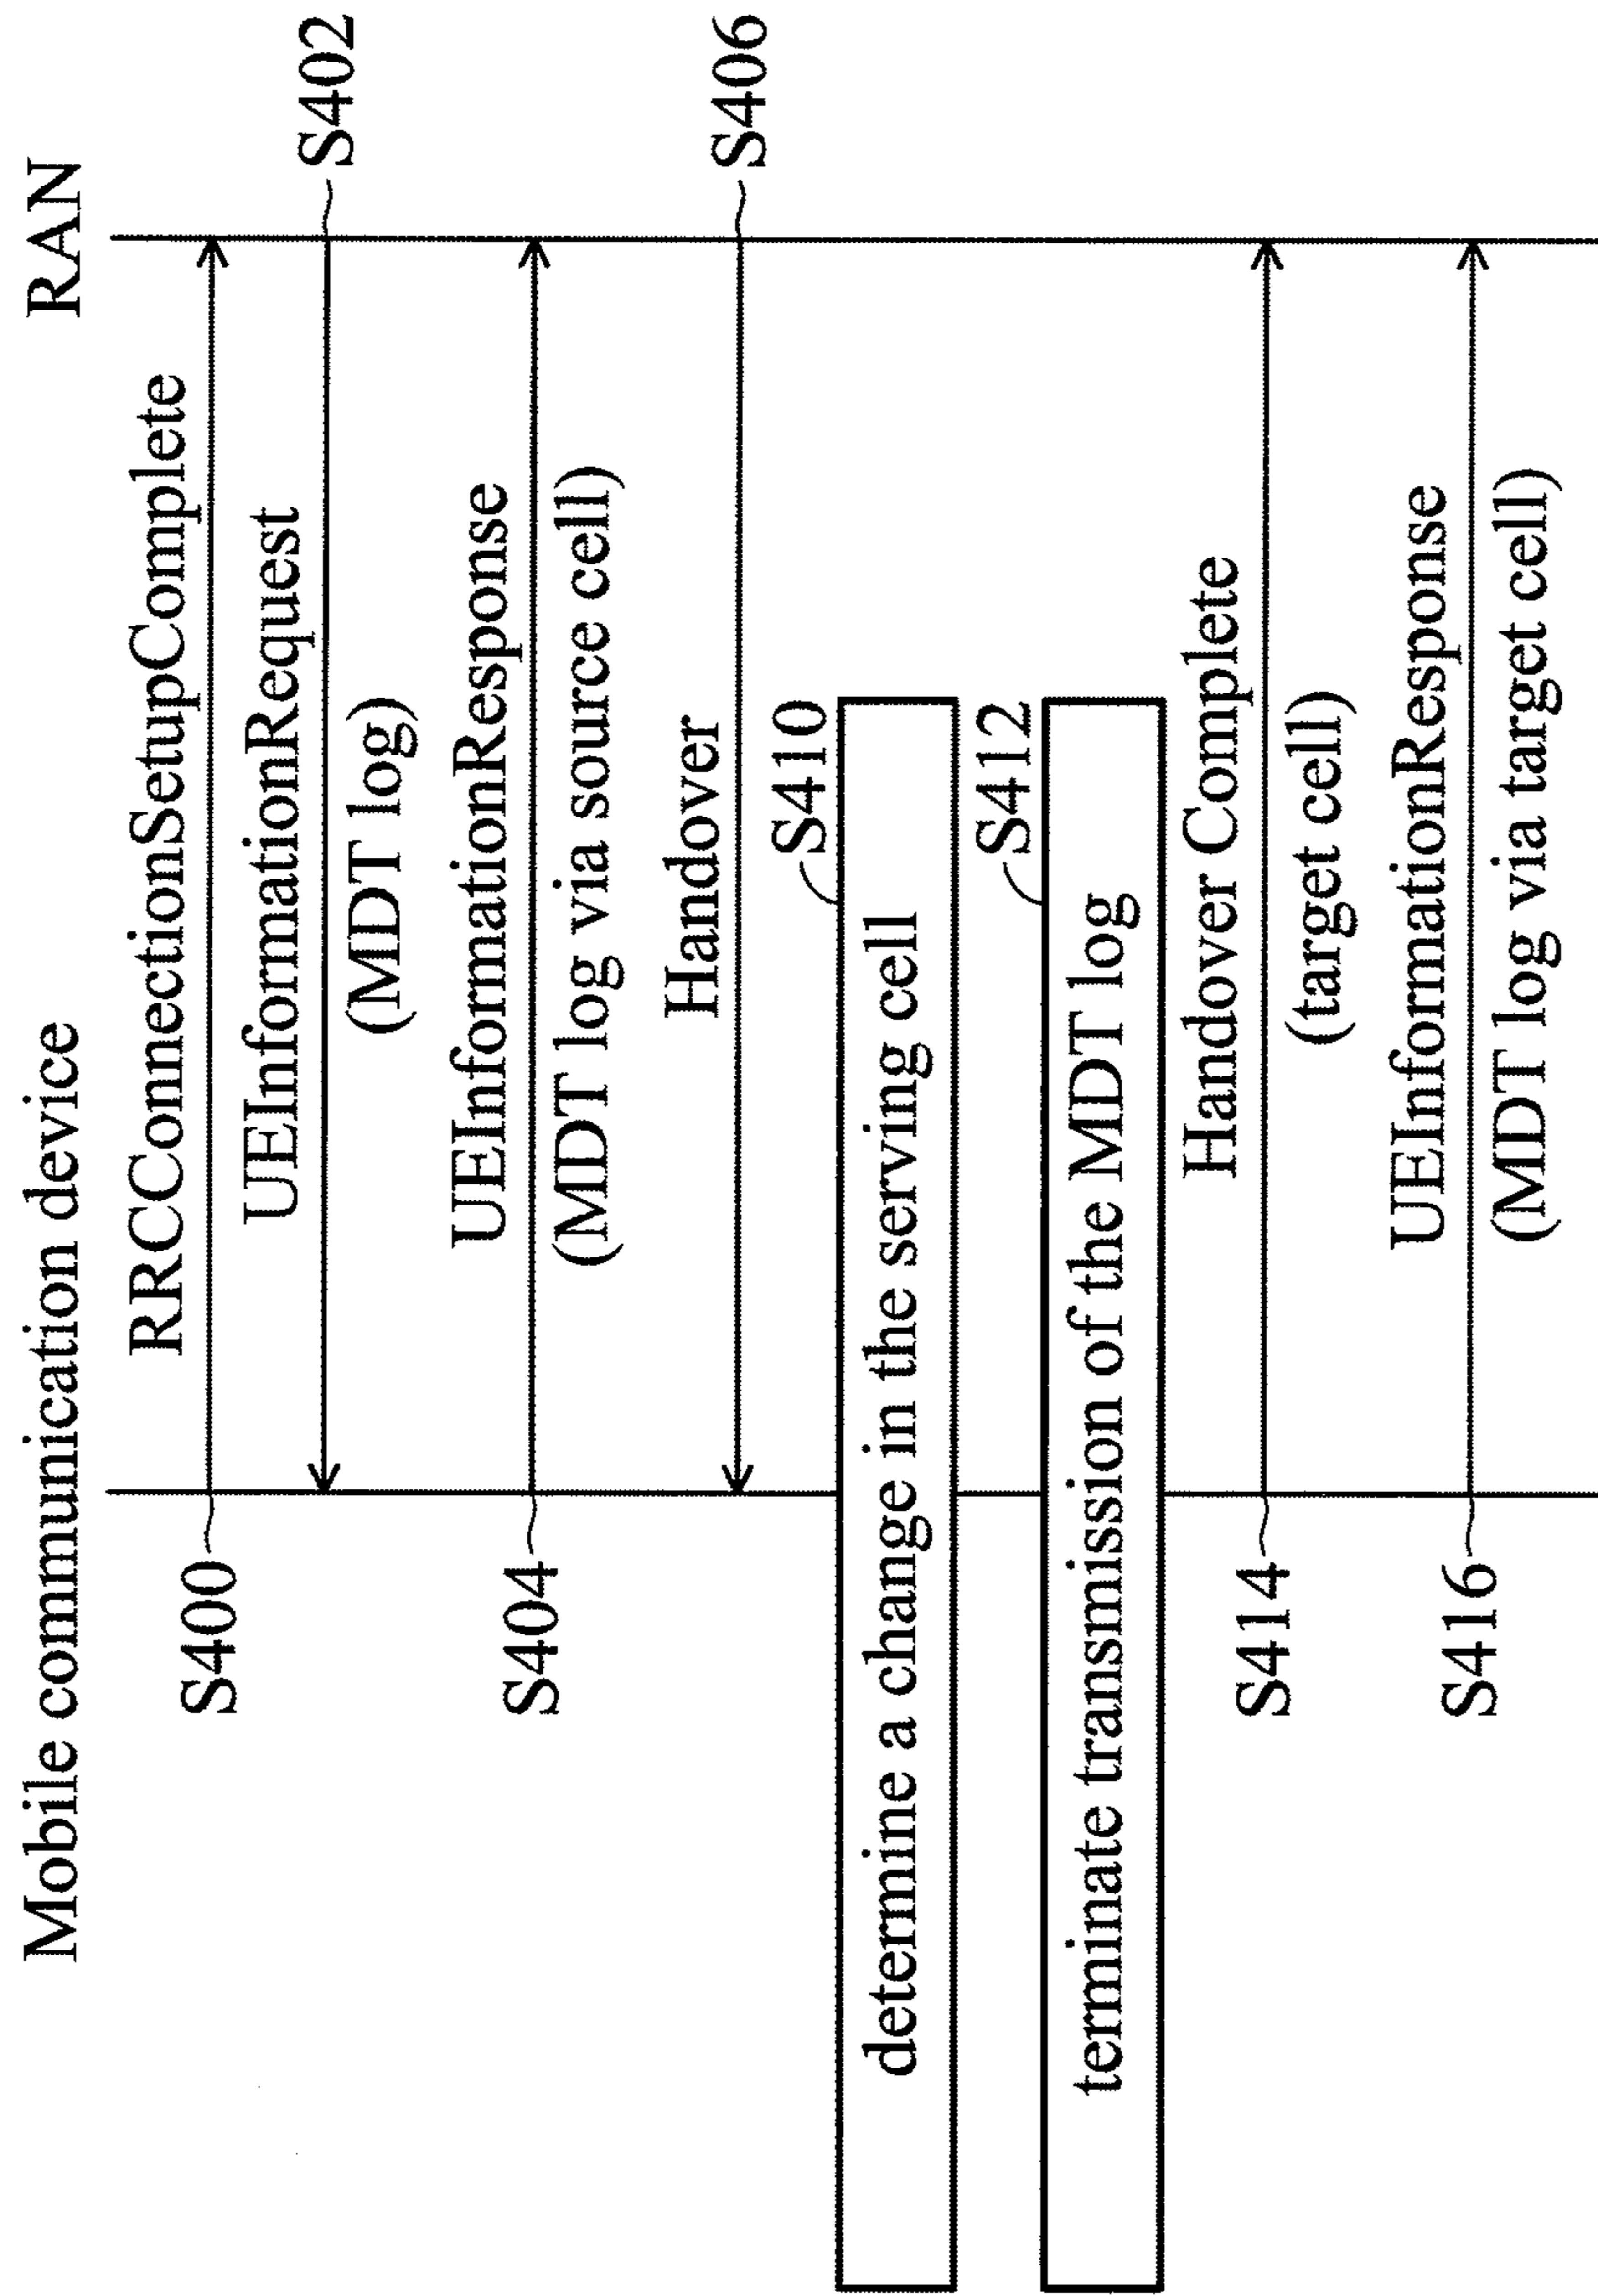 Mobile communication device
RAN
RRCConnectionSetupComplete
S400
UEInformationRequest
S402
(MDT log)
UEInformationResponse
S404
(MDT log via source cell)
Handover
S406
S410
determine a change in the serving cell
S412
terminate transmission of the MDT log
Handover Complete
S414
(target cell)
UEInformationResponse
S416
(MDT log via target cell)